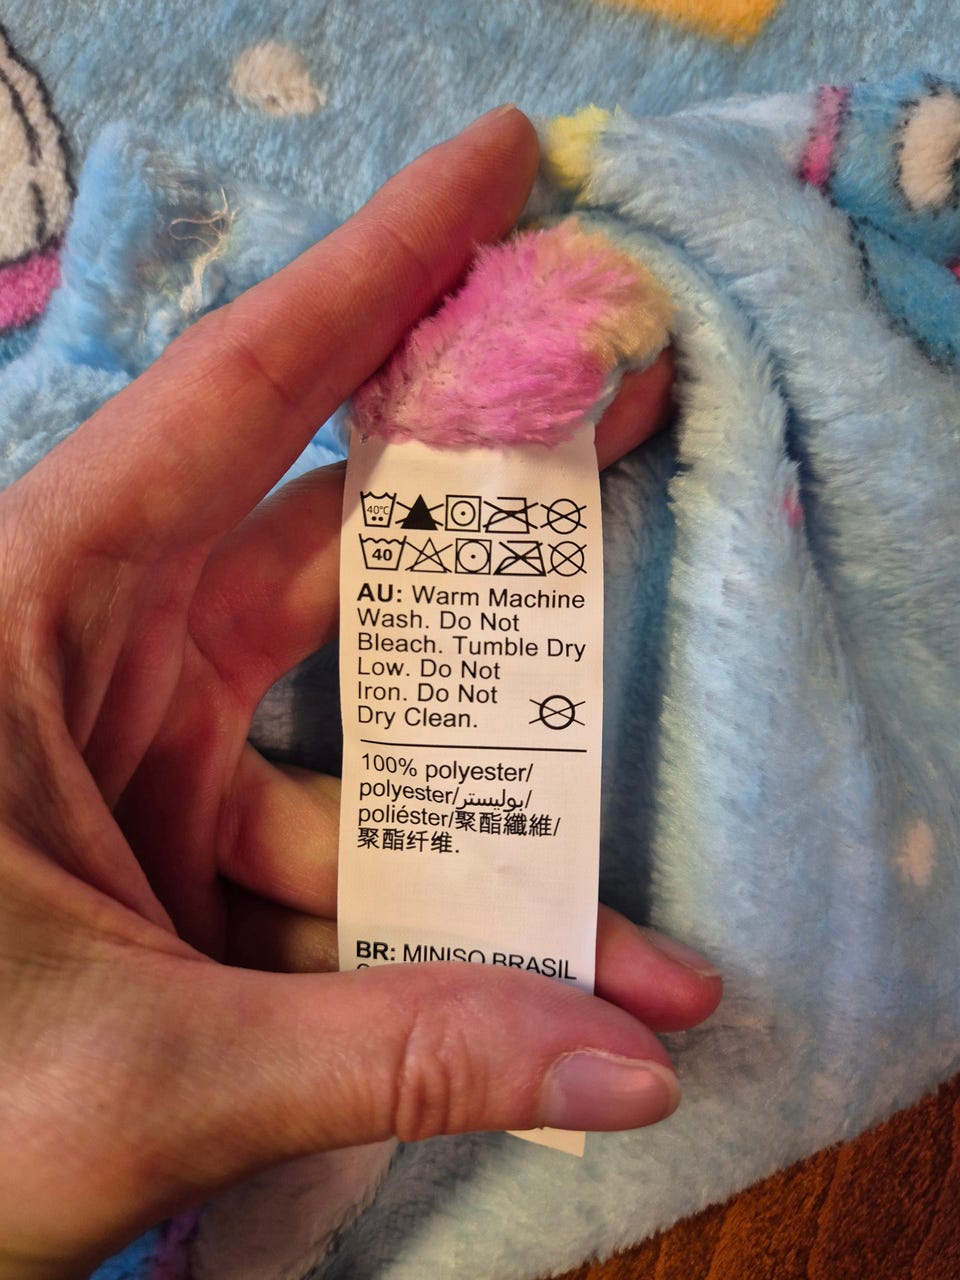 40°C
40
AU: Warm Machine
Wash. Do Not
Bleach. Tumble Dry
Low. Do Not
Iron. Do Not
Dry Clean.
100% polyester/
polyester/بوليستر/
poliéster/聚酯纖維/
聚酯纤维.
BR: MINISO BRASIL